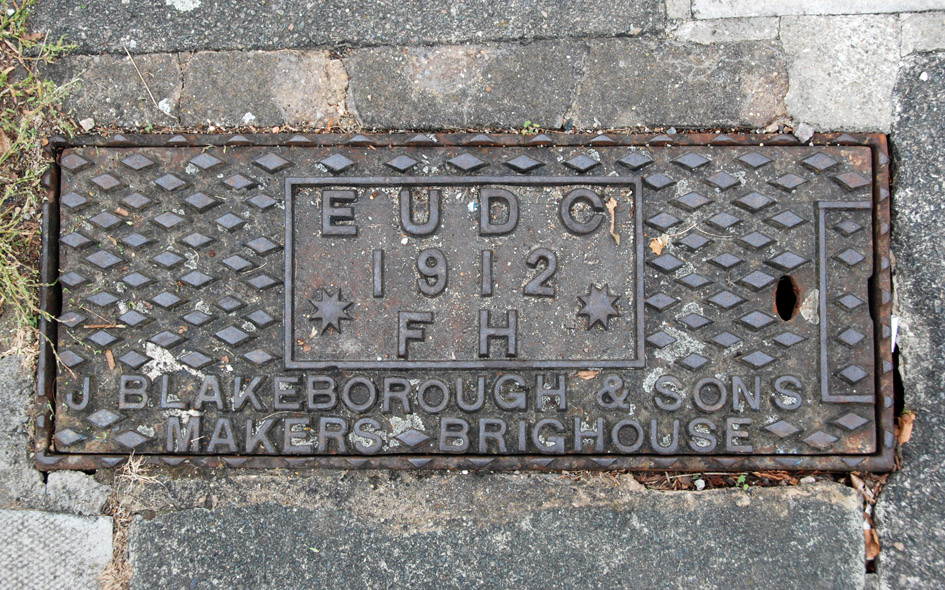 EUDC
1912
FH
J BLAKEBOROUGH & SONS
MAKERS BRIGHOUSE